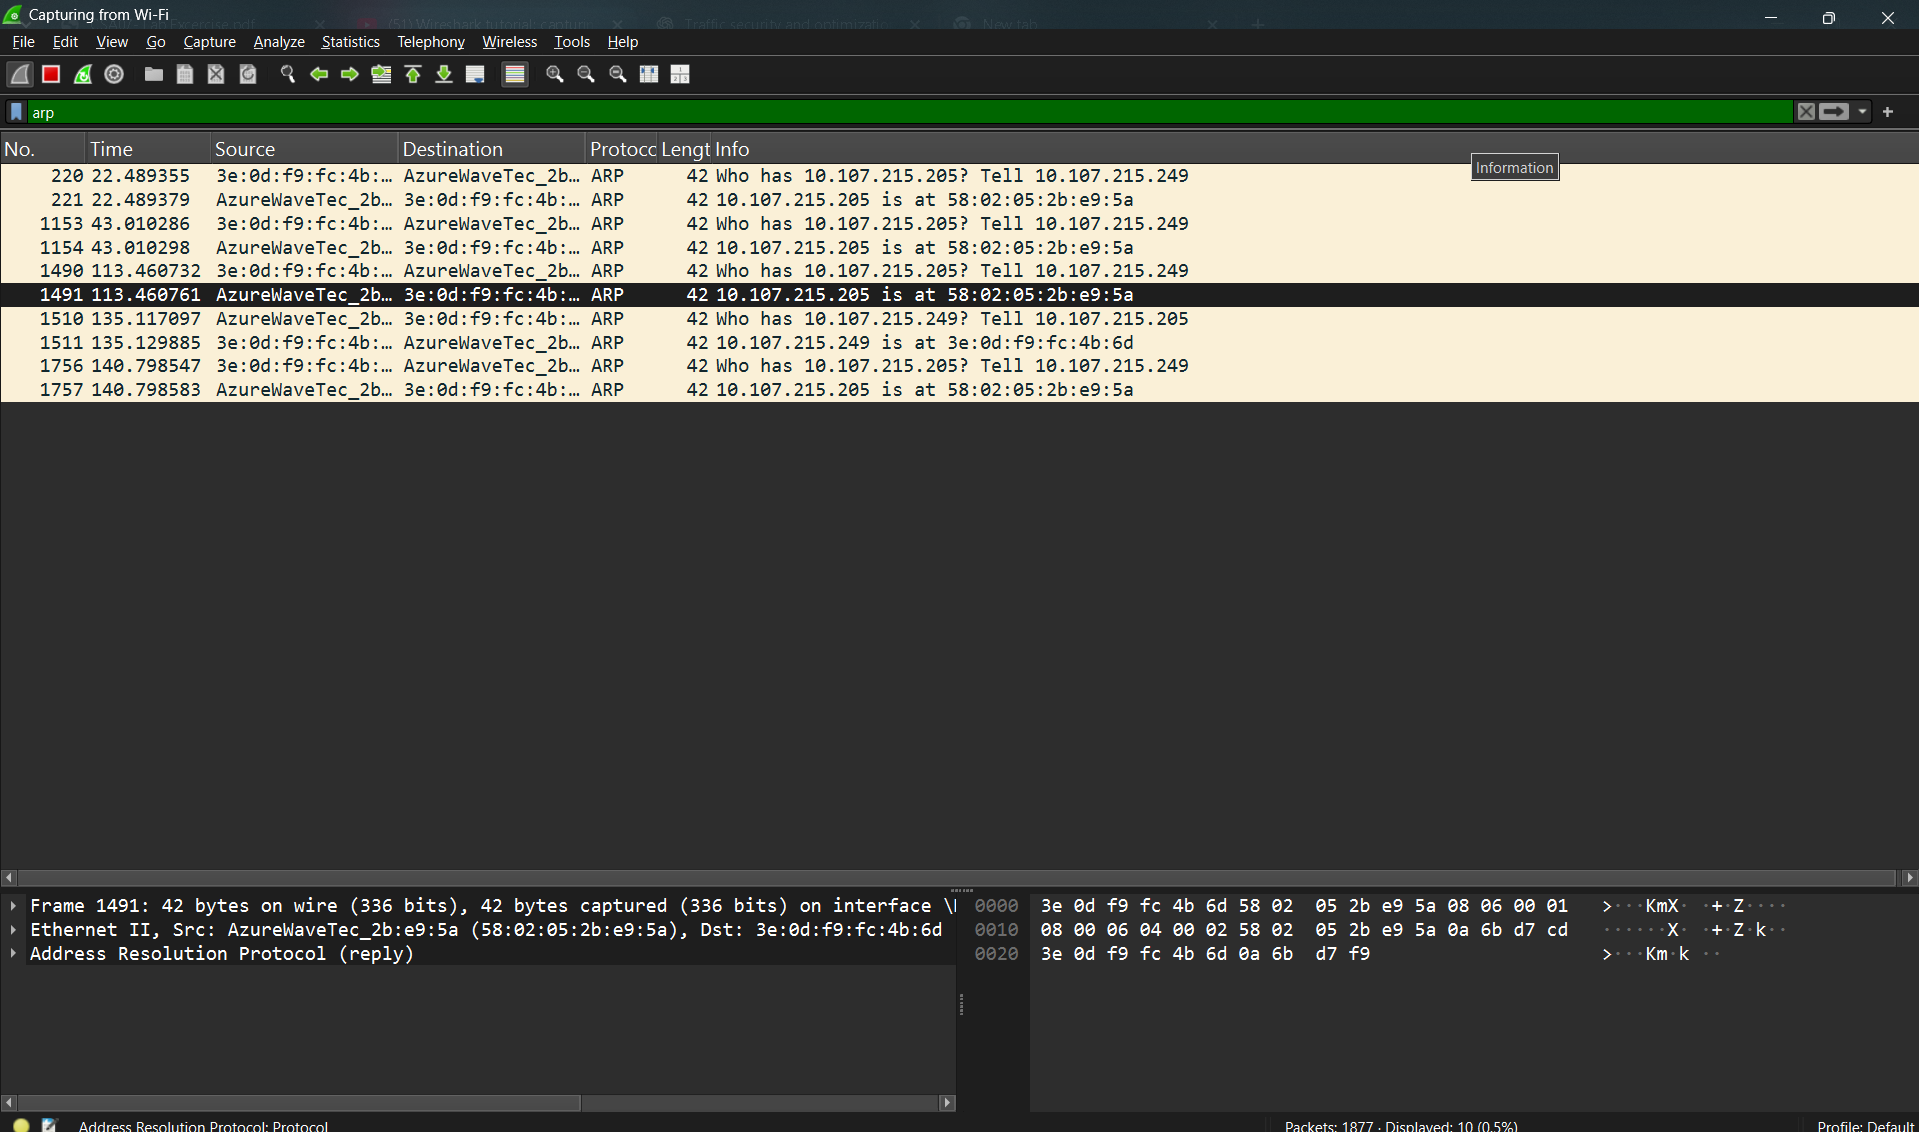 Capturing from Wi-Fi
(51) Wireshark tutorial: capturing
Traffic security and optimizatio
New tab
File Edit View Go Capture Analyze Statistics Telephony Wireless Tools Help
arp
No. Time Source Destination Protocc Lengt Info
Information
220 22.489355 3e:0d:f9:fc:4b:… AzureWaveTec_2b… ARP 42 Who has 10.107.215.205? Tell 10.107.215.249
221 22.489379 AzureWaveTec_2b… 3e:0d:f9:fc:4b:… ARP 42 10.107.215.205 is at 58:02:05:2b:e9:5a
1153 43.010286 3e:0d:f9:fc:4b:… AzureWaveTec_2b… ARP 42 Who has 10.107.215.205? Tell 10.107.215.249
1154 43.010298 AzureWaveTec_2b… 3e:0d:f9:fc:4b:… ARP 42 10.107.215.205 is at 58:02:05:2b:e9:5a
1490 113.460732 3e:0d:f9:fc:4b:… AzureWaveTec_2b… ARP 42 Who has 10.107.215.205? Tell 10.107.215.249
1491 113.460761 AzureWaveTec_2b… 3e:0d:f9:fc:4b:… ARP 42 10.107.215.205 is at 58:02:05:2b:e9:5a
1510 135.117097 AzureWaveTec_2b… 3e:0d:f9:fc:4b:… ARP 42 Who has 10.107.215.249? Tell 10.107.215.205
1511 135.129885 3e:0d:f9:fc:4b:… AzureWaveTec_2b… ARP 42 10.107.215.249 is at 3e:0d:f9:fc:4b:6d
1756 140.798547 3e:0d:f9:fc:4b:… AzureWaveTec_2b… ARP 42 Who has 10.107.215.205? Tell 10.107.215.249
1757 140.798583 AzureWaveTec_2b… 3e:0d:f9:fc:4b:… ARP 42 10.107.215.205 is at 58:02:05:2b:e9:5a
Frame 1491: 42 bytes on wire (336 bits), 42 bytes captured (336 bits) on interface \
Ethernet II, Src: AzureWaveTec_2b:e9:5a (58:02:05:2b:e9:5a), Dst: 3e:0d:f9:fc:4b:6d
Address Resolution Protocol (reply)
0000 3e 0d f9 fc 4b 6d 58 02 05 2b e9 5a 08 06 00 01 >···KmX· ·+·Z····
0010 08 00 06 04 00 02 58 02 05 2b e9 5a 0a 6b d7 cd ······X· ·+·Z·k··
0020 3e 0d f9 fc 4b 6d 0a 6b d7 f9 >···Km·k ··
Address Resolution Protocol: Protocol
Packets: 1877 · Displayed: 10 (0.5%)
Profile: Default